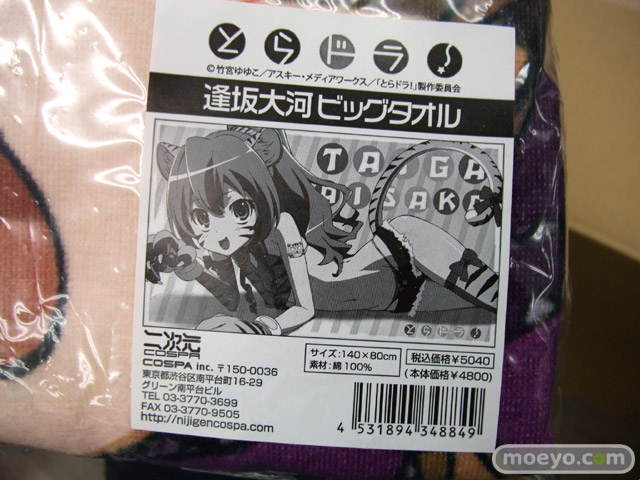 とらドラ!
©竹宮ゆゆこ／アスキー・メディアワークス／「とらドラ!」製作委員会
逢坂大河ビッグタオル
TAIGA
AISAKA
とらドラ!
二次元
COSPA
COSPA inc. 〒150-0036
東京都渋谷区南平台町16-29
グリーン南平台ビル
TEL 03-3770-3699
FAX 03-3770-9505
http://nijigencospa.com
サイズ：140×80cm
素材：綿100%
税込価格￥5040
(本体価格￥4800)
4 531894 348849
moeyo.com